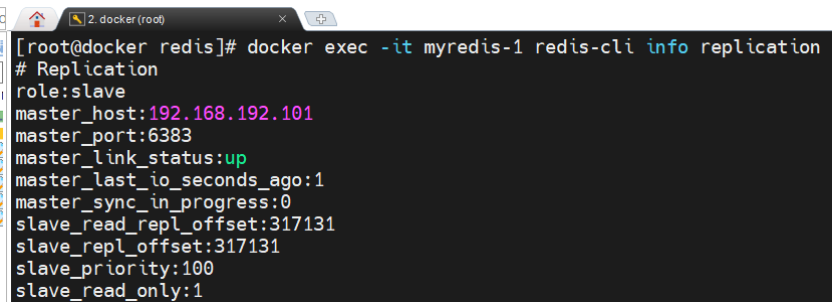 2. docker (root)
[root@docker redis]# docker exec -it myredis-1 redis-cli info replication
# Replication
role:slave
master_host:192.168.192.101
master_port:6383
master_link_status:up
master_last_io_seconds_ago:1
master_sync_in_progress:0
slave_read_repl_offset:317131
slave_repl_offset:317131
slave_priority:100
slave_read_only:1